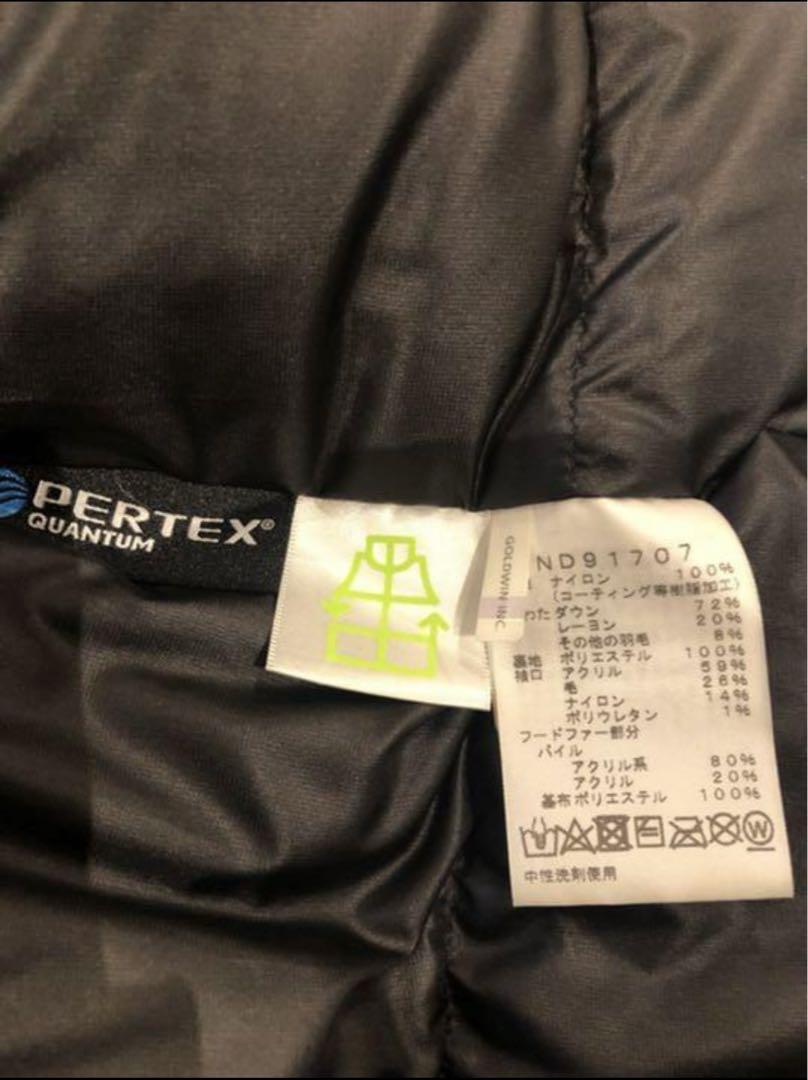 PERTEX®
QUANTUM
GOLDWIN INC.
ND91707
ナイロン 100%
(コーティング等樹脂加工)
わた ダウン 72%
レーヨン 20%
その他の羽毛 8%
裏地 ポリエステル 100%
袖口 アクリル 59%
毛 26%
ナイロン 14%
ポリウレタン 1%
フードファー部分
パイル
アクリル系 80%
アクリル 20%
基布 ポリエステル 100%
W
中性洗剤使用